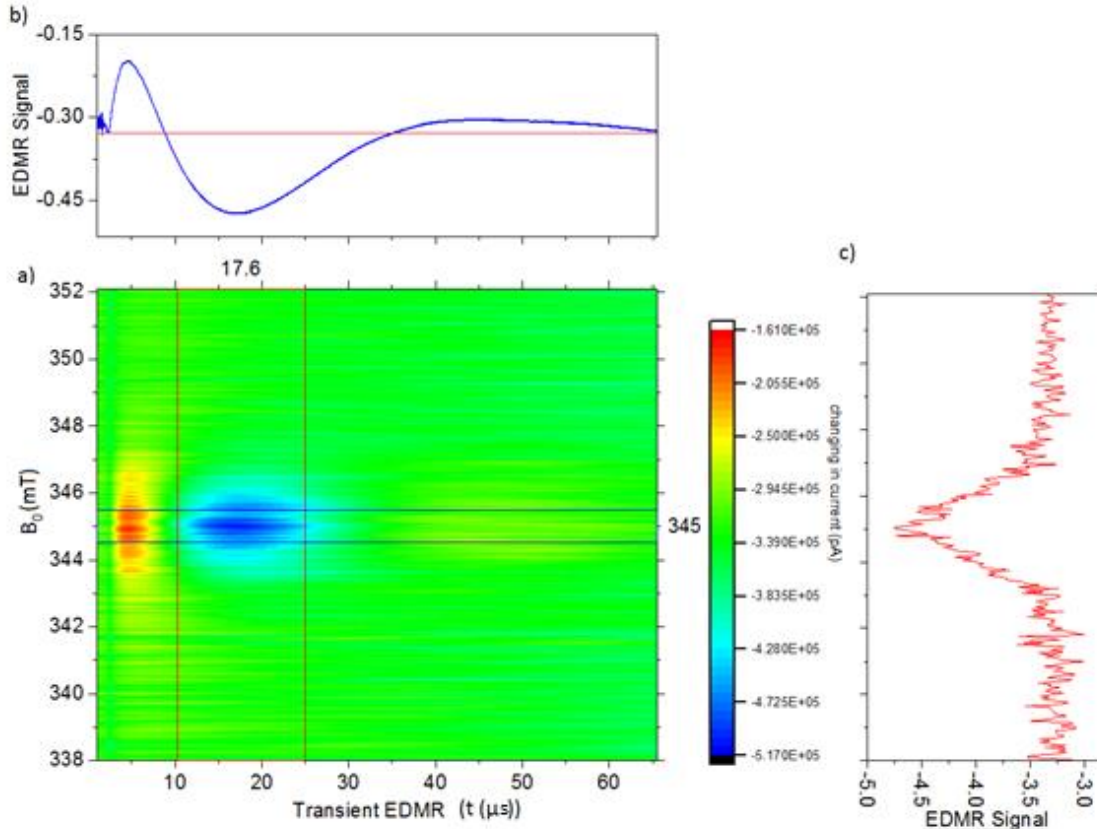 b)
-0.15
-0.30
-0.45
EDMR Signal
a)
17.6
352
350
348
346
344
342
340
338
B0 (mT)
10
20
30
40
50
60
Transient EDMR (t (μs))
345
-1.610E+05
-2.055E+05
-2.500E+05
-2.945E+05
-3.390E+05
-3.835E+05
-4.280E+05
-4.725E+05
-5.170E+05
changing in current (pA)
c)
-5.0
-4.5
-4.0
-3.5
-3.0
EDMR Signal